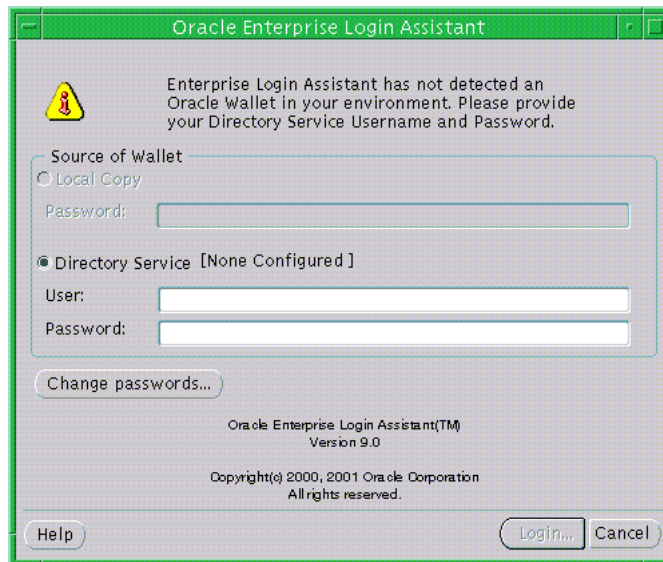 Oracle Enterprise Login Assistant
Enterprise Login Assistant has not detected an
Oracle Wallet in your environment. Please provide
your Directory Service Username and Password.
Source of Wallet
Local Copy
Password:
Directory Service [None Configured ]
User:
Password:
Change passwords...
Oracle Enterprise Login Assistant(TM)
Version 9.0
Copyright(c) 2000, 2001 Oracle Corporation
All rights reserved.
Help
Login...
Cancel